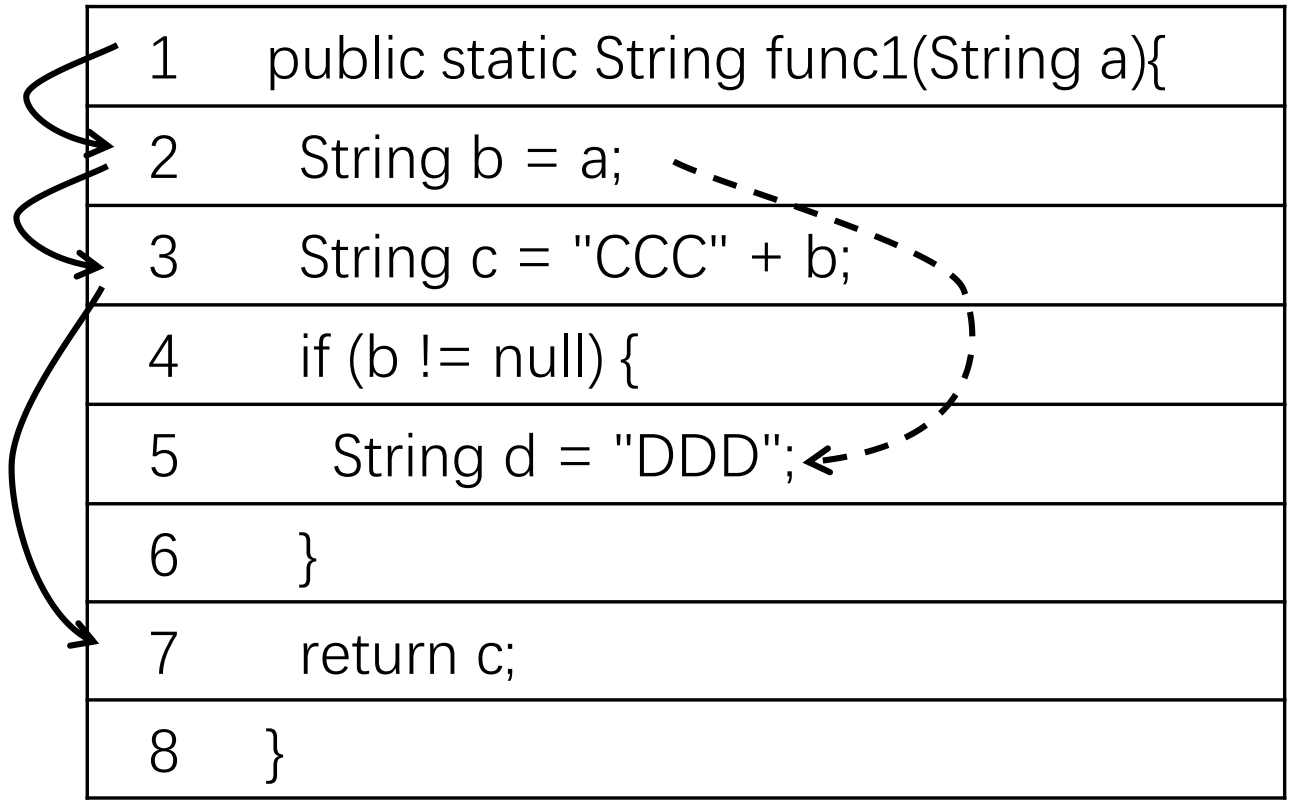 1 public static String func1(String a){
2 String b = a;
3 String c = "CCC" + b;
4 if (b != null) {
5 String d = "DDD";
6 }
7 return c;
8 }